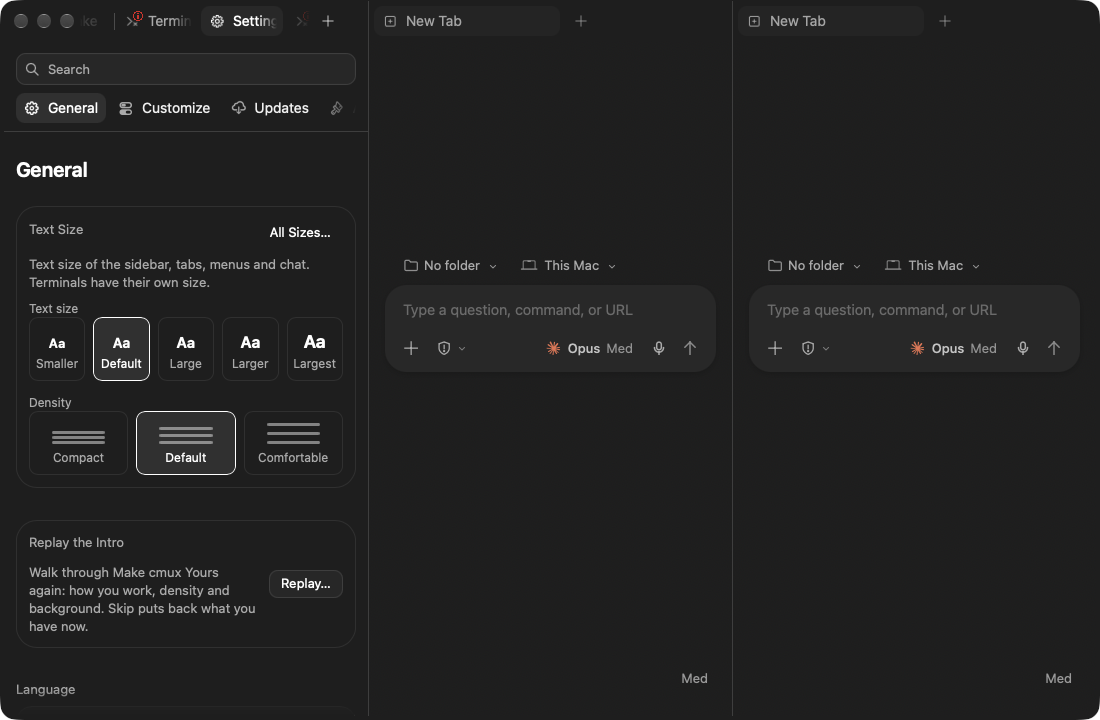 ke
Termin
Setting
New Tab
New Tab
Search
General
Customize
Updates
General
Text Size
All Sizes...
Text size of the sidebar, tabs, menus and chat.
Terminals have their own size.
Text size
Aa
Smaller
Aa
Default
Aa
Large
Aa
Larger
Aa
Largest
Density
Compact
Default
Comfortable
Replay the Intro
Walk through Make cmux Yours
again: how you work, density and
background. Skip puts back what you
have now.
Replay...
Language
No folder
This Mac
Type a question, command, or URL
Opus Med
Med
No folder
This Mac
Type a question, command, or URL
Opus Med
Med